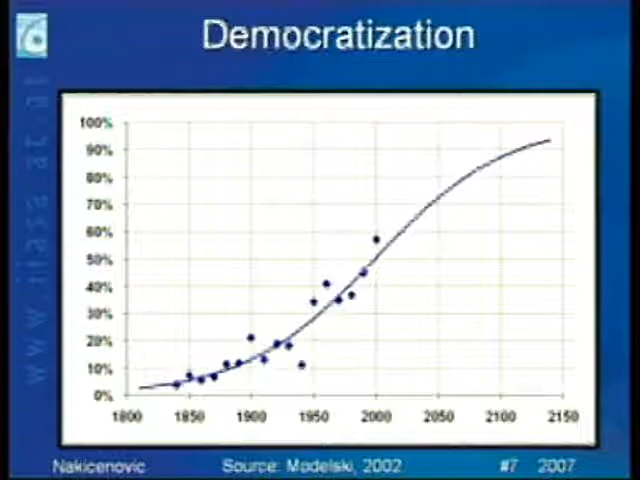 Democratization
www.iiasa.ac.at
100%
90%
80%
70%
60%
50%
40%
30%
20%
10%
0%
1800 1850 1900 1950 2000 2050 2100 2150
Nakicenovic Source: Modelski, 2002 #7 2007